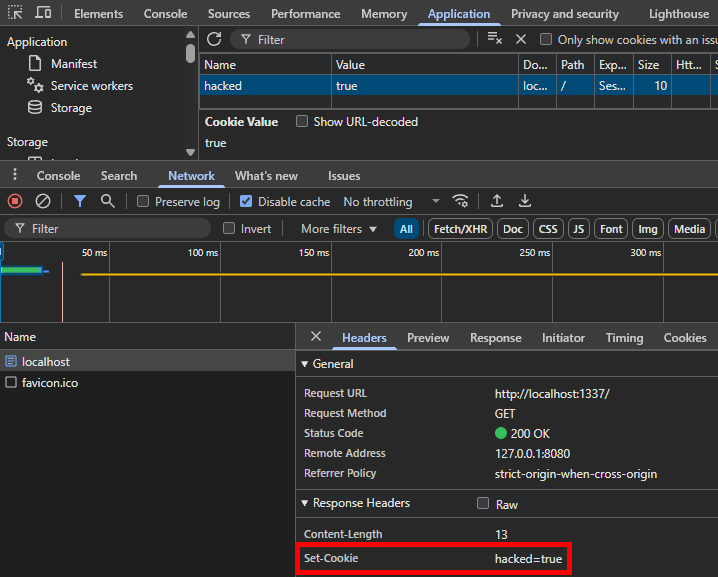 Elements Console Sources Performance Memory Application Privacy and security Lighthouse
Application
Manifest
Service workers
Storage
Storage
Filter Only show cookies with an issu
Name Value Do... Path Exp... Size Htt... S
hacked true loc... / Ses... 10
Cookie Value Show URL-decoded
true
Console Search Network What's new Issues
Preserve log Disable cache No throttling
Filter Invert More filters All Fetch/XHR Doc CSS JS Font Img Media
50 ms 100 ms 150 ms 200 ms 250 ms 300 ms
Name
localhost
favicon.ico
Headers Preview Response Initiator Timing Cookies
General
Request URL http://localhost:1337/
Request Method GET
Status Code 200 OK
Remote Address 127.0.0.1:8080
Referrer Policy strict-origin-when-cross-origin
Response Headers Raw
Content-Length 13
Set-Cookie hacked=true